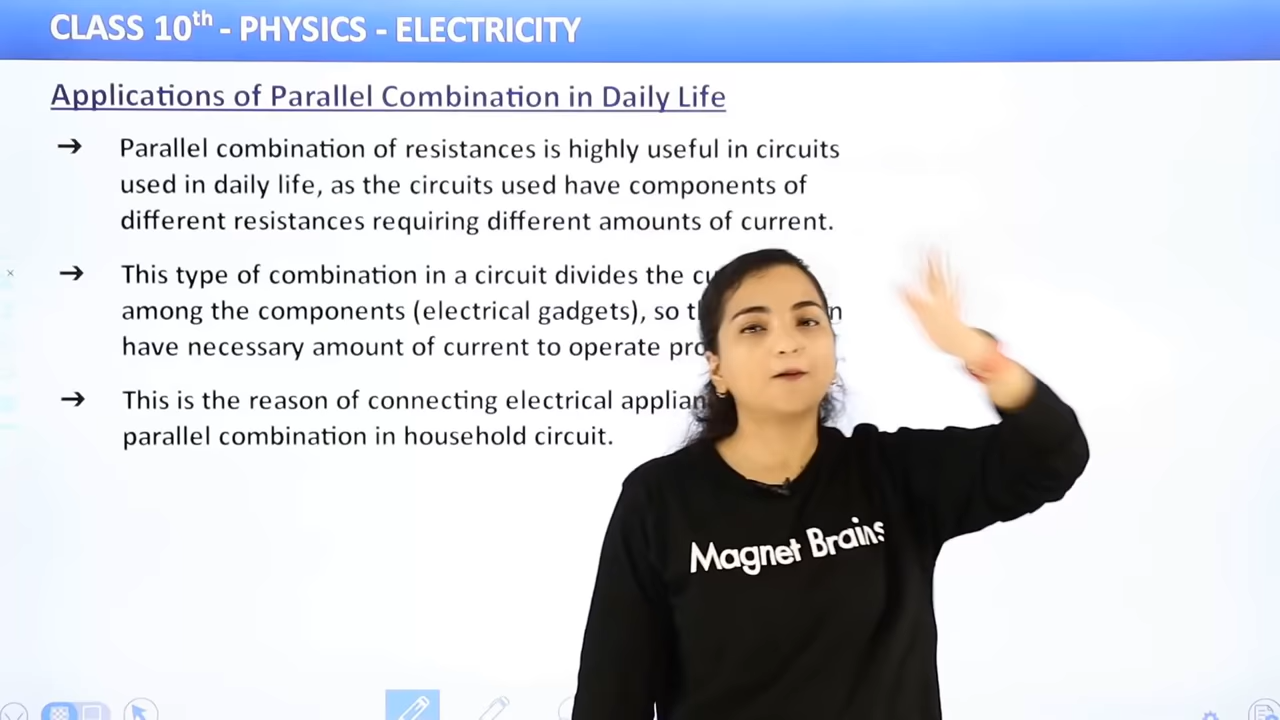 CLASS 10th - PHYSICS - ELECTRICITY
Applications of Parallel Combination in Daily Life
→ Parallel combination of resistances is highly useful in circuits
used in daily life, as the circuits used have components of
different resistances requiring different amounts of current.
→ This type of combination in a circuit divides the
among the components (electrical gadgets), so
have necessary amount of current to operate
→ This is the reason of connecting electrical
parallel combination in household circuit.
Magnet Brains